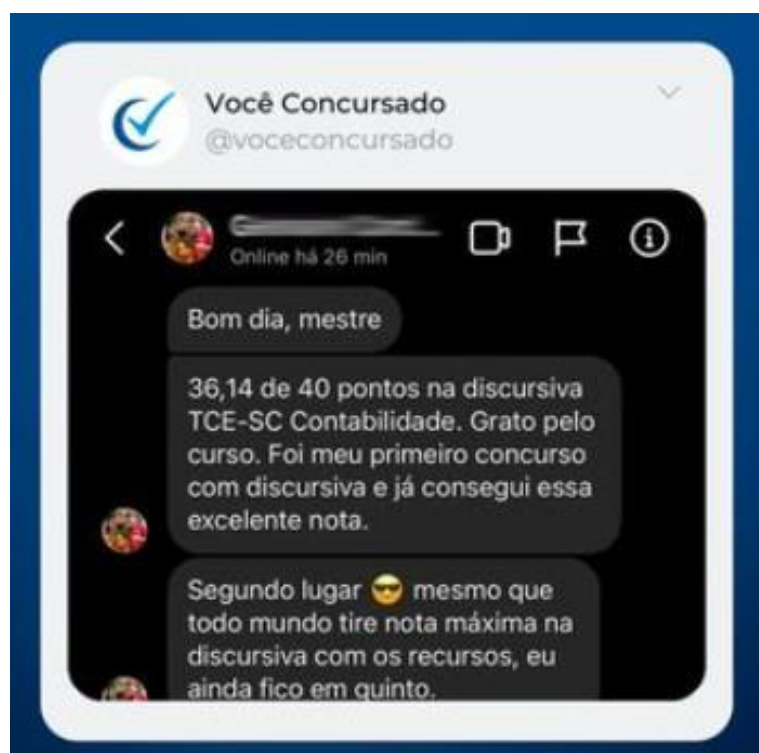 Você Concursado
@voceconcursado
Online há 26 min
Bom dia, mestre
36,14 de 40 pontos na discursiva
TCE-SC Contabilidade. Grato pelo
curso. Foi meu primeiro concurso
com discursiva e já consegui essa
excelente nota.
Segundo lugar 😎 mesmo que
todo mundo tire nota máxima na
discursiva com os recursos, eu
ainda fico em quinto.